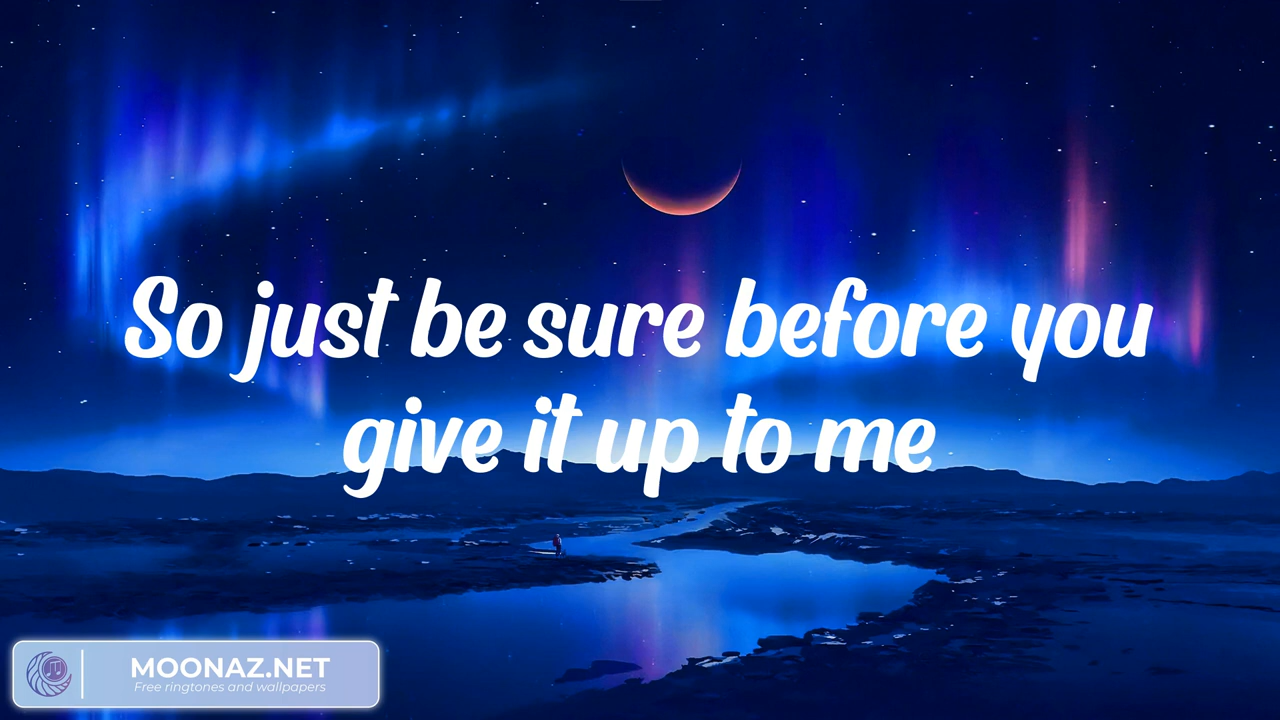 So just be sure before you
give it up to me
MOONAZ.NET
Free ringtones and wallpapers